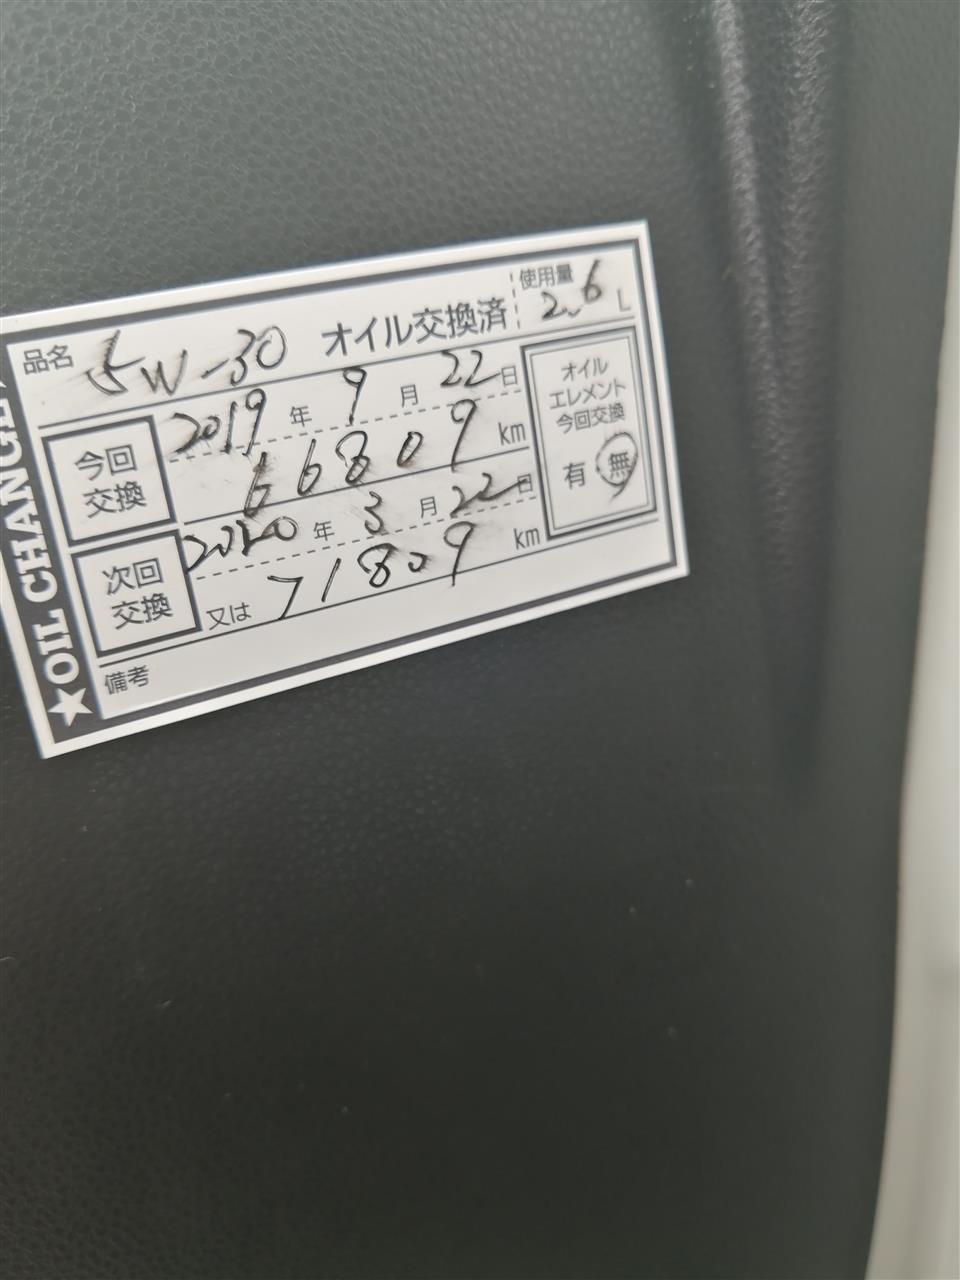 ★OIL CHANGE
品名 5W-30 オイル交換済 使用量 2.6 L
今回交換 2019 年 9 月 22 日
66809 km
次回交換 2020 年 3 月 22 日
又は 71809 km
備考
オイル
エレメント
今回交換
有 無